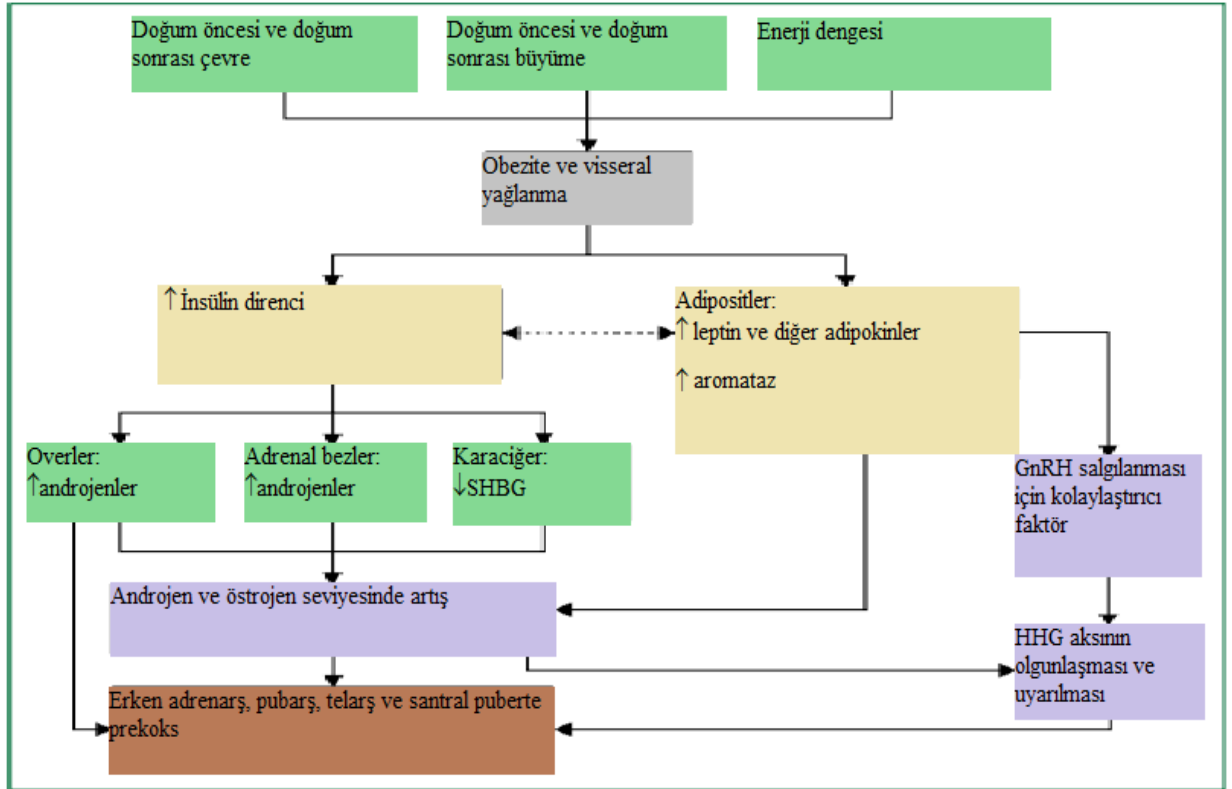 Doğum öncesi ve doğum
sonrası çevre
Doğum öncesi ve doğum
sonrası büyüme
Enerji dengesi
Obezite ve visseral
yağlanma
↑ İnsülin direnci
Adipositler:
↑ leptin ve diğer adipokinler
↑ aromataz
Overler:
↑androjenler
Adrenal bezler:
↑androjenler
Karaciğer:
↓SHBG
GnRH salgılanması
için kolaylaştırıcı
faktör
Androjen ve östrojen seviyesinde artış
HHG aksının
olgunlaşması ve
uyarılması
Erken adrenarş, pubarş, telarş ve santral puberte
prekoks